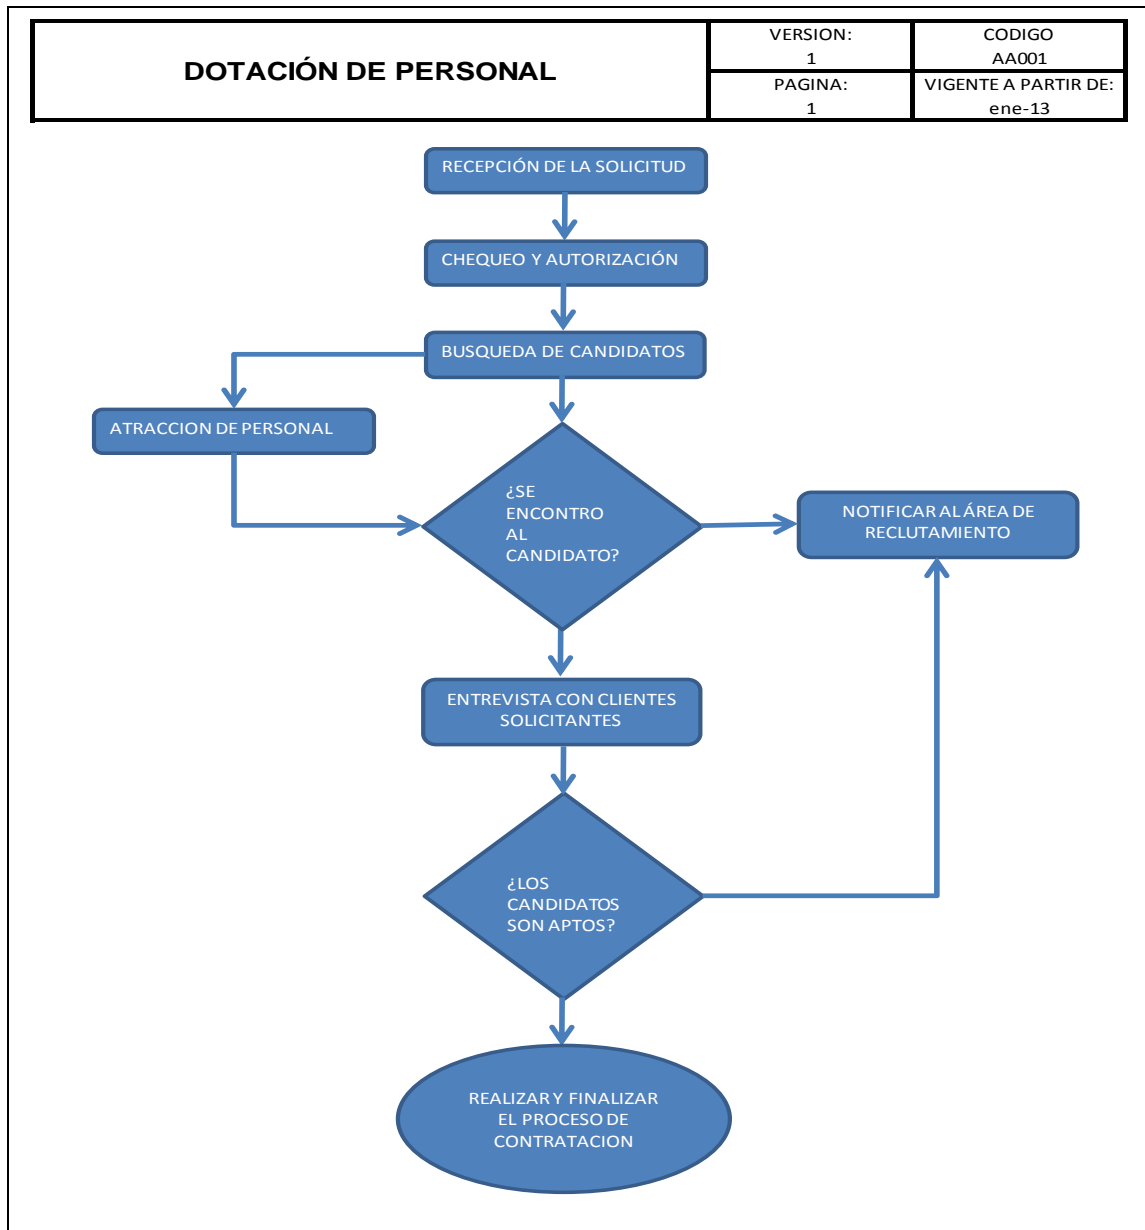 DOTACIÓN DE PERSONAL
VERSION:
1
CODIGO
AA001
PAGINA:
1
VIGENTE A PARTIR DE:
ene-13
RECEPCIÓN DE LA SOLICITUD
CHEQUEO Y AUTORIZACIÓN
BUSQUEDA DE CANDIDATOS
ATRACCION DE PERSONAL
¿SE
ENCONTRO
AL
CANDIDATO?
NOTIFICAR AL ÁREA DE
RECLUTAMIENTO
ENTREVISTA CON CLIENTES
SOLICITANTES
¿LOS
CANDIDATOS
SON APTOS?
REALIZAR Y FINALIZAR
EL PROCESO DE
CONTRATACION